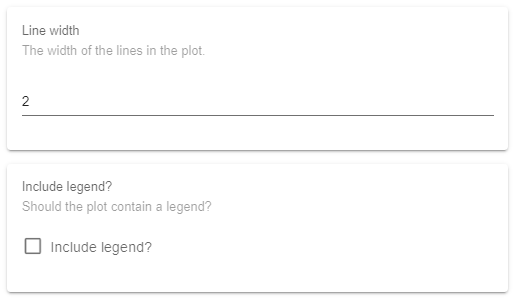 Line width
The width of the lines in the plot.
2
Include legend?
Should the plot contain a legend?
Include legend?